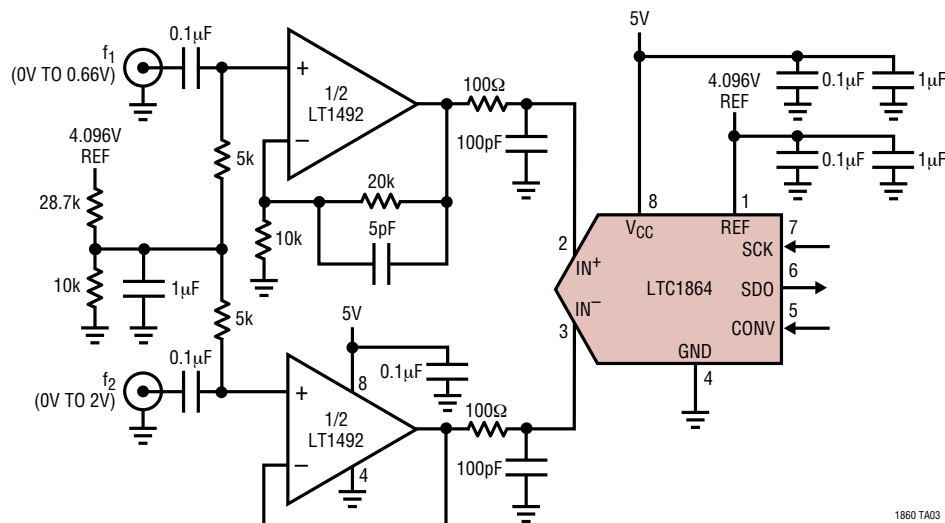 f1
(0V TO 0.66V)
0.1µF
4.096V
REF
28.7k
10k
1µF
5k
5k
+
1/2
LT1492
–
10k
20k
5pF
100Ω
100pF
f2
(0V TO 2V)
0.1µF
5V
8
0.1µF
+
1/2
LT1492
–
4
100Ω
100pF
5V
0.1µF
1µF
4.096V
REF
0.1µF
1µF
8
VCC
1
REF
2
IN+
3
IN–
LTC1864
7
SCK
6
SDO
5
CONV
GND
4
1860 TA03